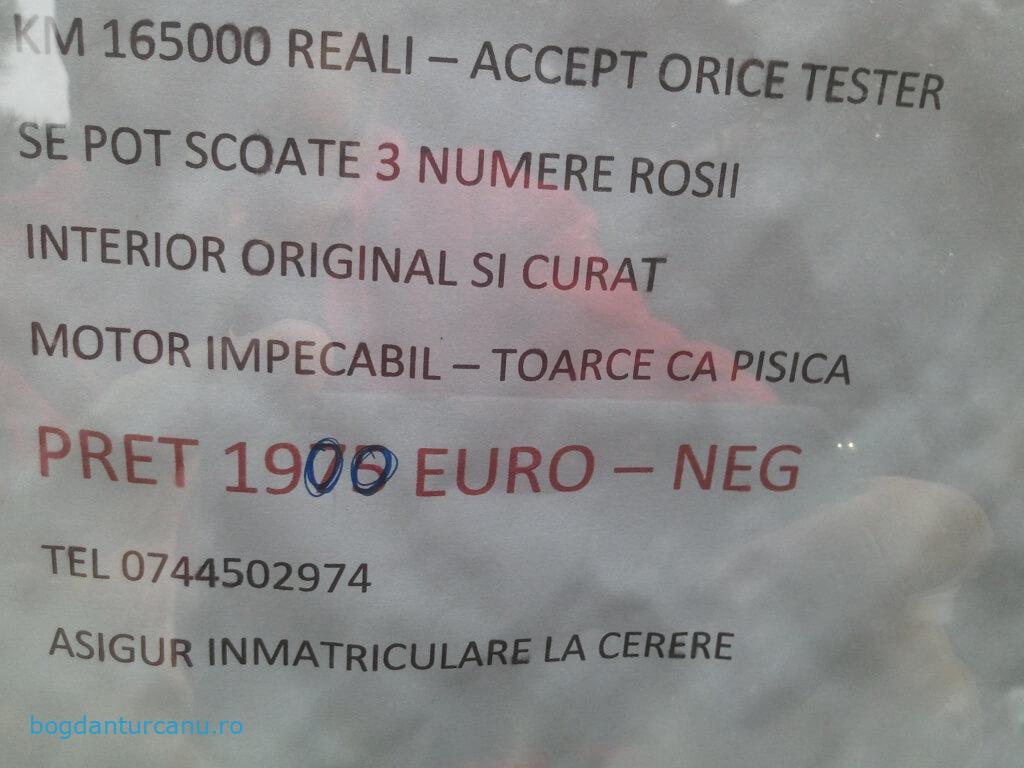 KM 165000 REALI – ACCEPT ORICE TESTER
SE POT SCOATE 3 NUMERE ROSII
INTERIOR ORIGINAL SI CURAT
MOTOR IMPECABIL – TOARCE CA PISICA
PRET 1900 EURO – NEG
TEL 0744502974
ASIGUR INMATRICULARE LA CERERE
bogdanturcanu.ro